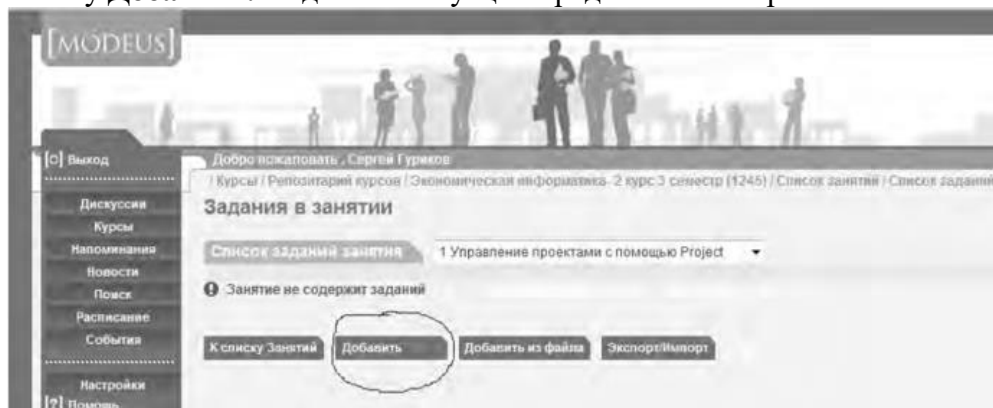 [MODEUS]
[O] Выход
Добро пожаловать , Сергей Гуриков
/ Курсы / Репозитарий курсов / Экономическая информатика- 2 курс 3 семестр (1245) / Список занятий / Список заданий
Дискуссии
Курсы
Напоминания
Новости
Поиск
Расписание
События
Настройки
[?] Помощь
Задания в занятии
Список заданий занятия
1 Управление проектами с помощью Project
Занятие не содержит заданий
К списку Занятий
Добавить
Добавить из файла
Экспорт/Импорт